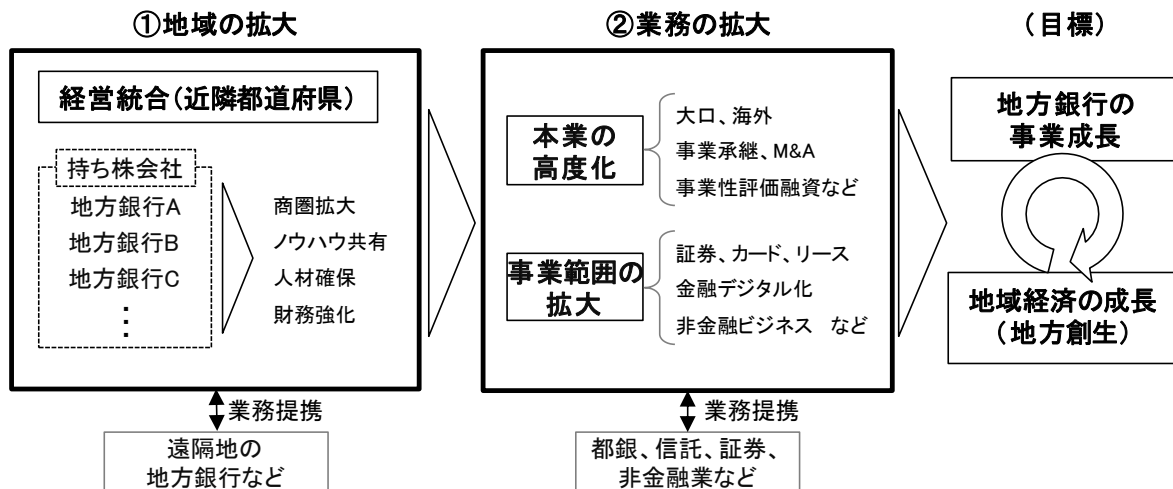 ①地域の拡大
経営統合（近隣都道府県）
持ち株会社
地方銀行A
地方銀行B
地方銀行C
⋮
商圏拡大
ノウハウ共有
人材確保
財務強化
業務提携
遠隔地の
地方銀行など
②業務の拡大
本業の
高度化
大口、海外
事業承継、M&A
事業性評価融資など
事業範囲の
拡大
証券、カード、リース
金融デジタル化
非金融ビジネス　など
業務提携
都銀、信託、証券、
非金融業など
（目標）
地方銀行の
事業成長
地域経済の成長
（地方創生）